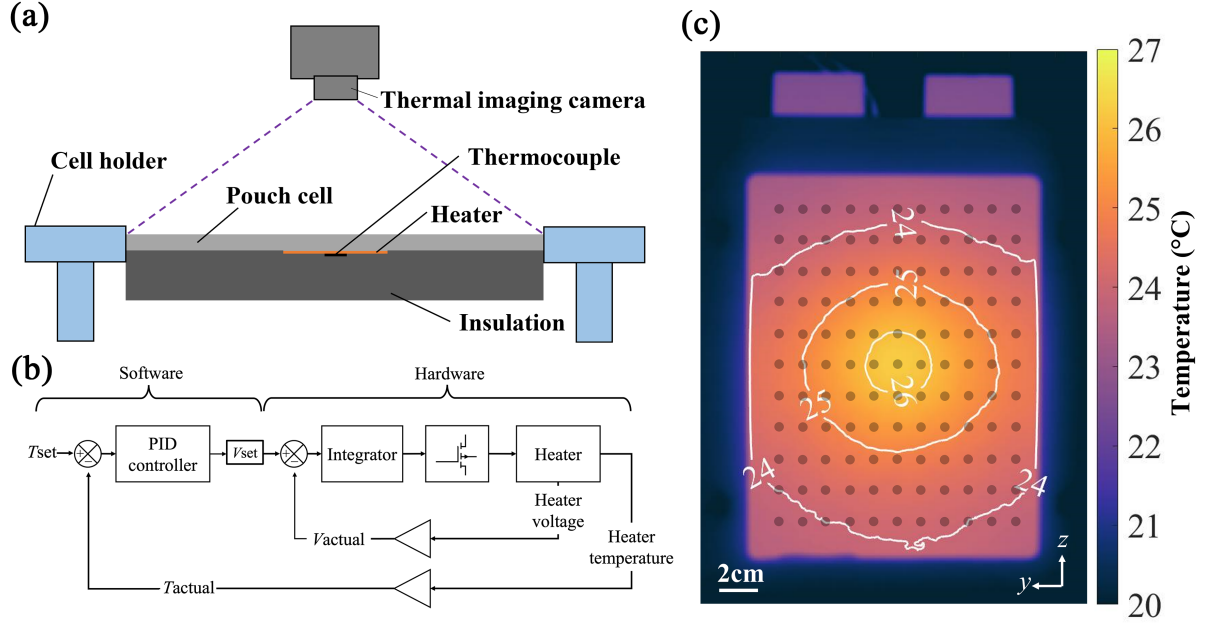 (a)
Thermal imaging camera
Cell holder
Thermocouple
Pouch cell
Heater
Insulation
(b)
Software
Hardware
Tset
+
−
PID
controller
Vset
+
−
Integrator
Heater
Heater
voltage
Vactual
Heater
temperature
Tactual
(c)
24
25
26
25
24
24
2cm
z
y
27
26
25
24
23
22
21
20
Temperature (°C)